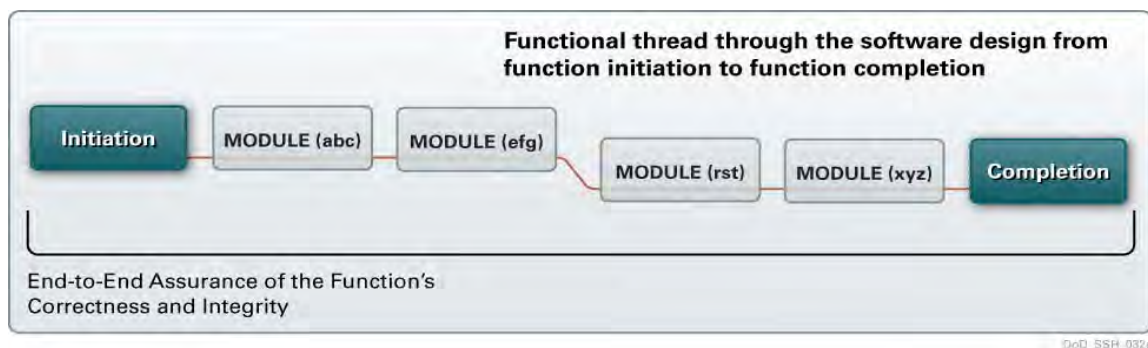 Functional thread through the software design from
function initiation to function completion
Initiation
MODULE (abc)
MODULE (efg)
MODULE (rst)
MODULE (xyz)
Completion
End-to-End Assurance of the Function's
Correctness and Integrity
DoD_SSH_032